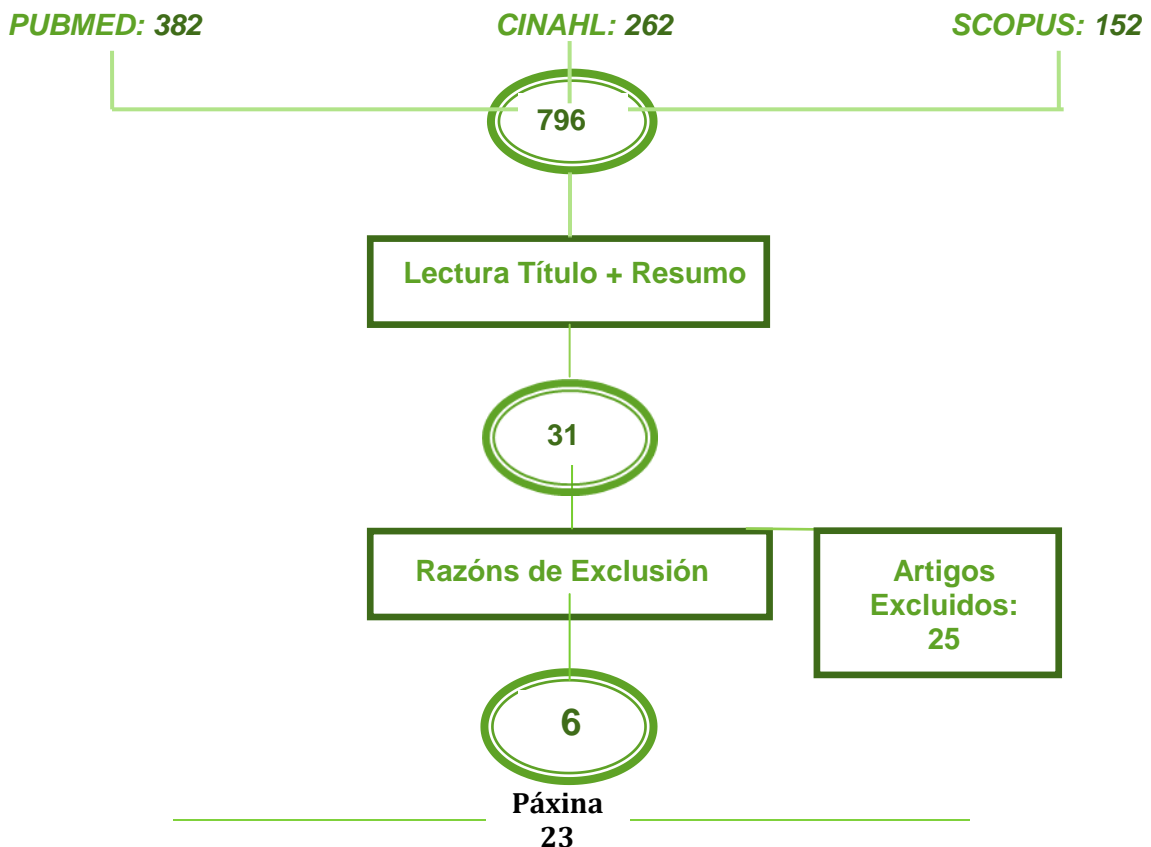 PUBMED: 382
CINAHL: 262
SCOPUS: 152
796
Lectura Título + Resumo
31
Razóns de Exclusión
Artigos
Excluidos:
25
6
Páxina
23